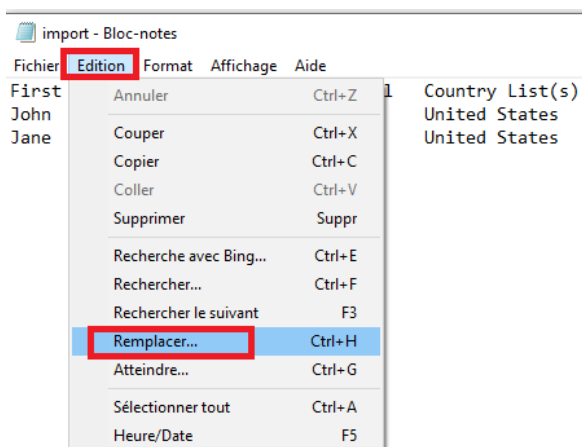 import - Bloc-notes
Fichier Edition Format Affichage Aide
First Country List(s)
John United States
Jane United States
Annuler Ctrl+Z
Couper Ctrl+X
Copier Ctrl+C
Coller Ctrl+V
Supprimer Suppr
Recherche avec Bing... Ctrl+E
Rechercher... Ctrl+F
Rechercher le suivant F3
Remplacer... Ctrl+H
Atteindre... Ctrl+G
Sélectionner tout Ctrl+A
Heure/Date F5